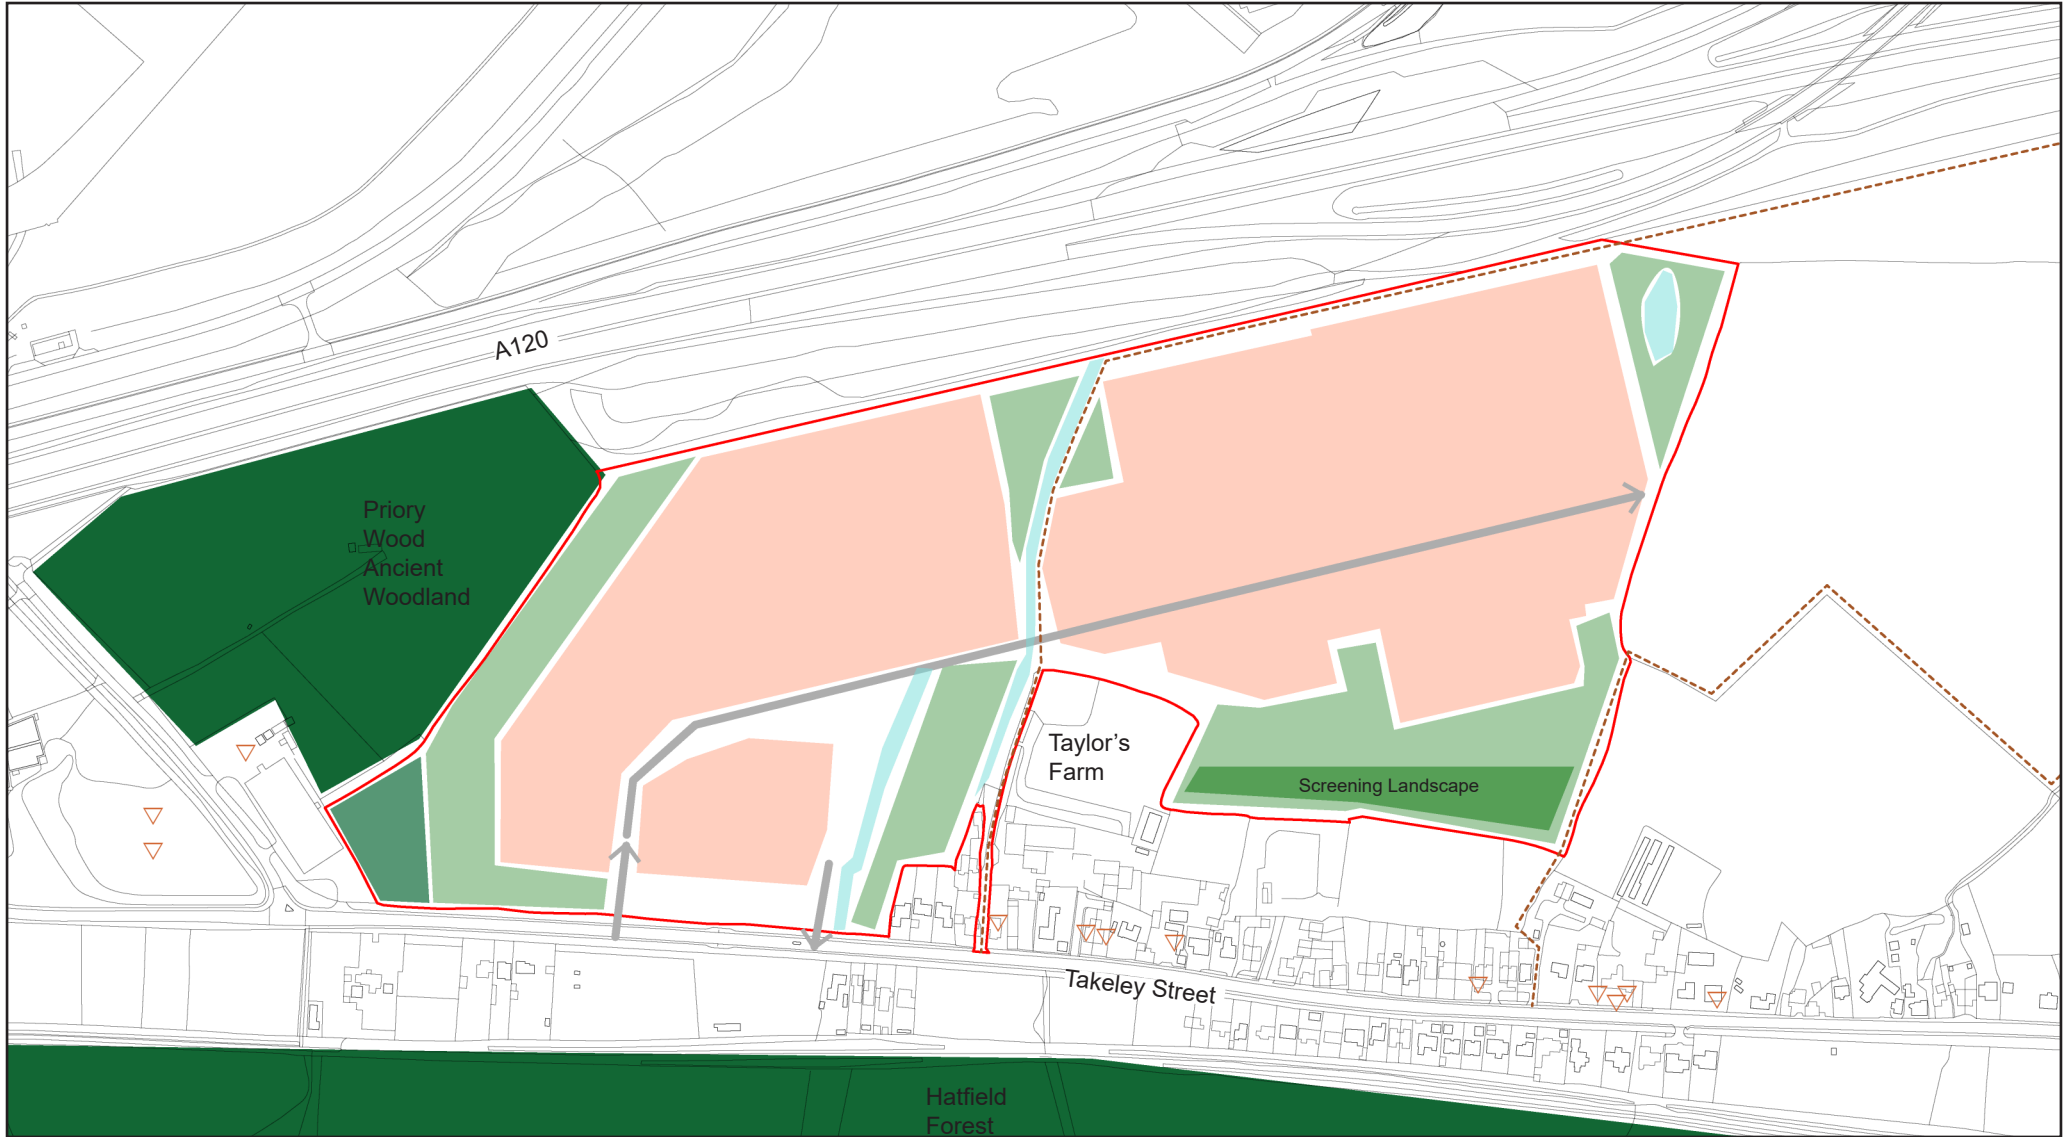 A120
Priory
Wood
Ancient
Woodland
Taylor’s
Farm
Screening Landscape
Takeley Street
Hatfield
Forest